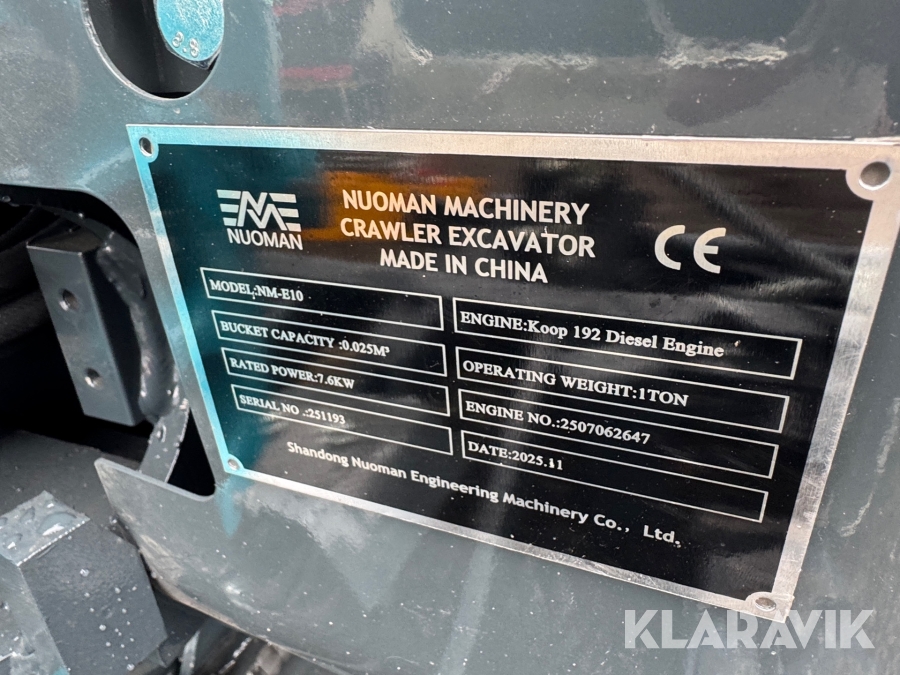 8.8
NUOMAN
NUOMAN MACHINERY
CRAWLER EXCAVATOR
MADE IN CHINA
CE
MODEL:NM-E10
BUCKET CAPACITY :0.025M³
RATED POWER:7.6KW
SERIAL NO .:251193
ENGINE:Koop 192 Diesel Engine
OPERATING WEIGHT:1TON
ENGINE NO.:2507062647
DATE:2025.11
Shandong Nuoman Engineering Machinery Co., Ltd.
KLARAVIK